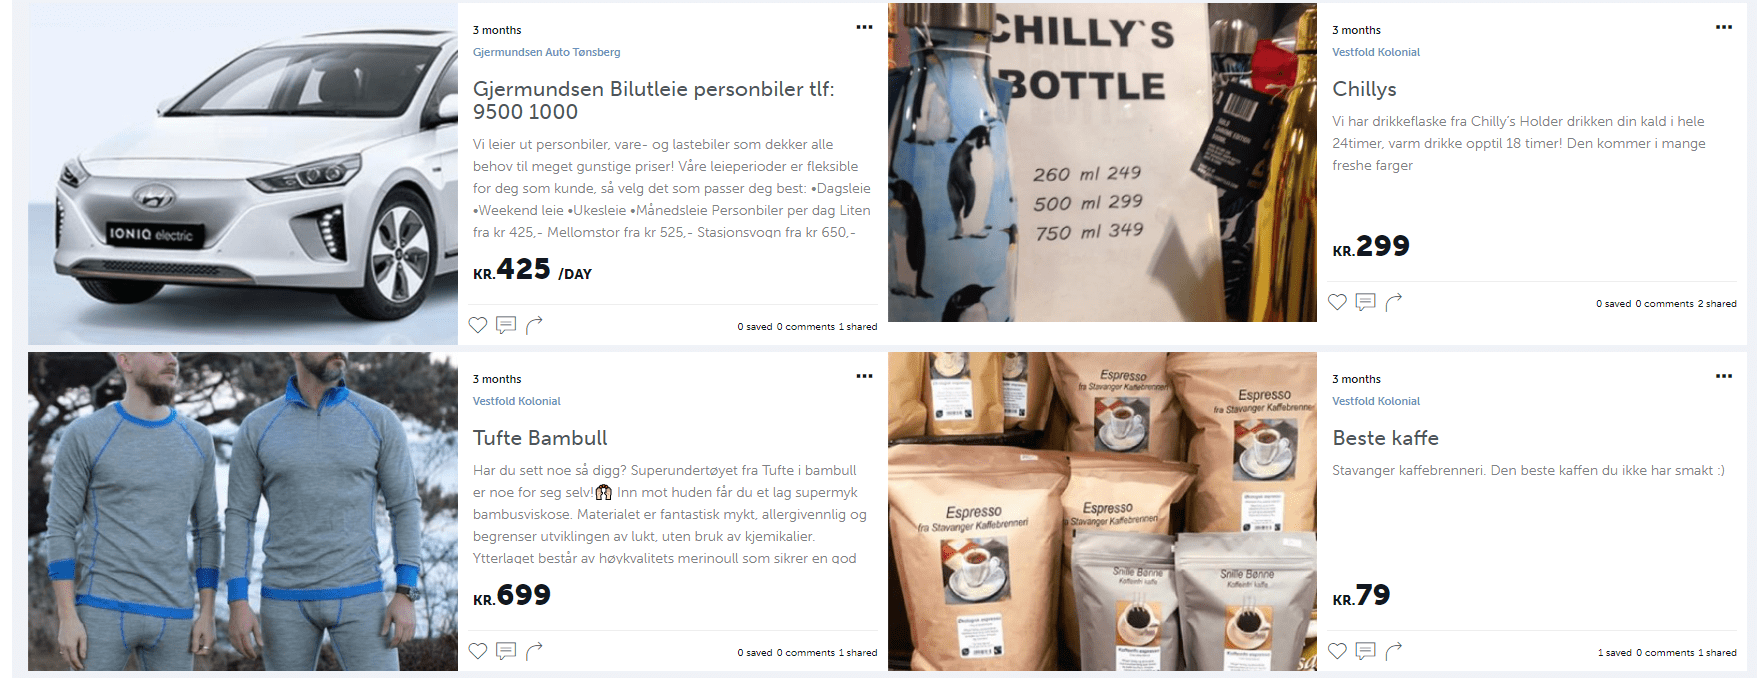 3 months
Gjermundsen Auto Tønsberg
Gjermundsen Bilutleie personbiler tlf:
9500 1000
Vi leier ut personbiler, vare- og lastebiler som dekker alle
behov til meget gunstige priser! Våre leieperioder er fleksible
for deg som kunde, så velg det som passer deg best: •Dagsleie
•Weekend leie •Ukesleie •Månedsleie Personbiler per dag Liten
fra kr 425,- Mellomstor fra kr 525,- Stasjonsvogn fra kr 650,-
KR.425 /DAY
0 saved 0 comments 1 shared
IONIQ electric
CHILLY`S
BOTTLE
260 ml 249
500 ml 299
750 ml 349
3 months
Vestfold Kolonial
Chillys
Vi har drikkeflaske fra Chilly's Holder drikken din kald i hele
24timer, varm drikke opptil 18 timer! Den kommer i mange
freshe farger
KR.299
0 saved 0 comments 2 shared
3 months
Vestfold Kolonial
Tufte Bambull
Har du sett noe så digg? Superundertøyet fra Tufte i bambull
er noe for seg selv! Inn mot huden får du et lag supermyk
bambusviskose. Materialet er fantastisk mykt, allergivennlig og
begrenser utviklingen av lukt, uten bruk av kjemikalier.
Ytterlaget består av høykvalitets merinoull som sikrer en god
KR.699
0 saved 0 comments 1 shared
Espresso
fra Stavanger Kaffebrenneri
Espresso
fra Stavanger Kaffebrenner
Espresso
fra Stavanger Kaffebrenneri
Espresso
fra Stavanger Kaffebrenneri
Snille Bønne
Koffeinfri kaffe
Snille Bønne
Koffeinfri kaffe
3 months
Vestfold Kolonial
Beste kaffe
Stavanger kaffebrenneri. Den beste kaffen du ikke har smakt :)
KR.79
1 saved 0 comments 1 shared